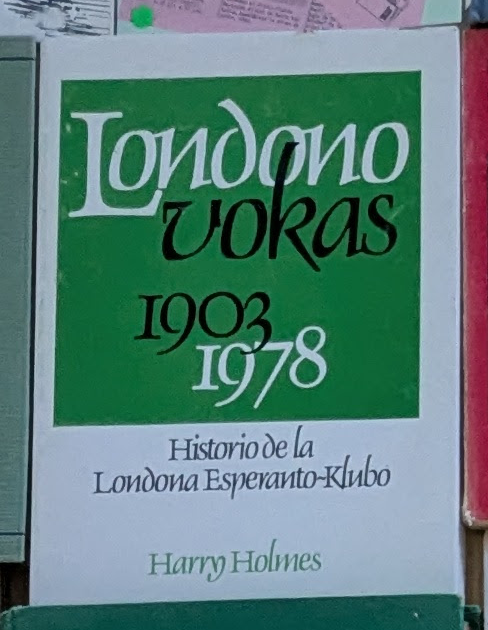 Londono
vokas
1903
1978
Historio de la
Londona Esperanto-Klubo
Harry Holmes